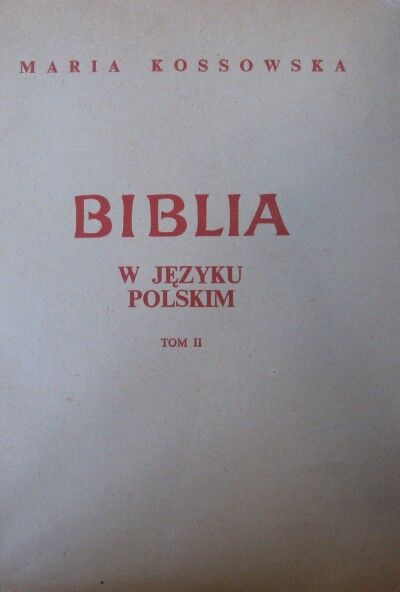 MARIA KOSSOWSKA
BIBLIA
W JĘZYKU
POLSKIM
TOM II